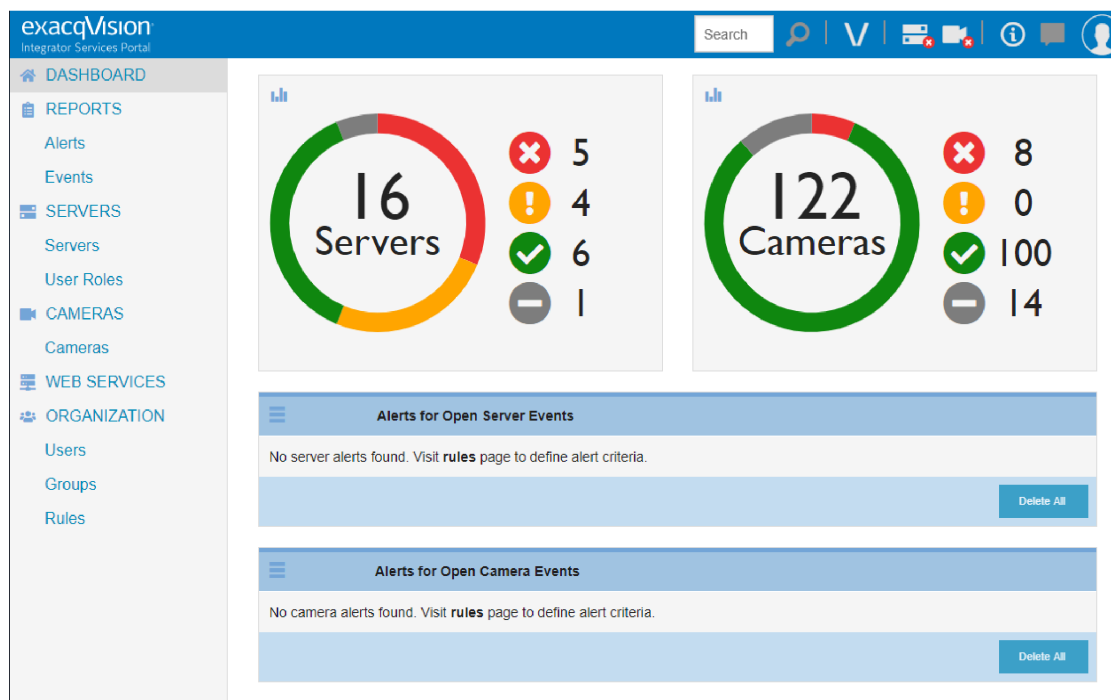 exacqVision
Integrator Services Portal
Search
DASHBOARD
REPORTS
Alerts
Events
SERVERS
Servers
User Roles
CAMERAS
Cameras
WEB SERVICES
ORGANIZATION
Users
Groups
Rules
16
Servers
5
4
6
1
122
Cameras
8
0
100
14
Alerts for Open Server Events
No server alerts found. Visit rules page to define alert criteria.
Delete All
Alerts for Open Camera Events
No camera alerts found. Visit rules page to define alert criteria.
Delete All